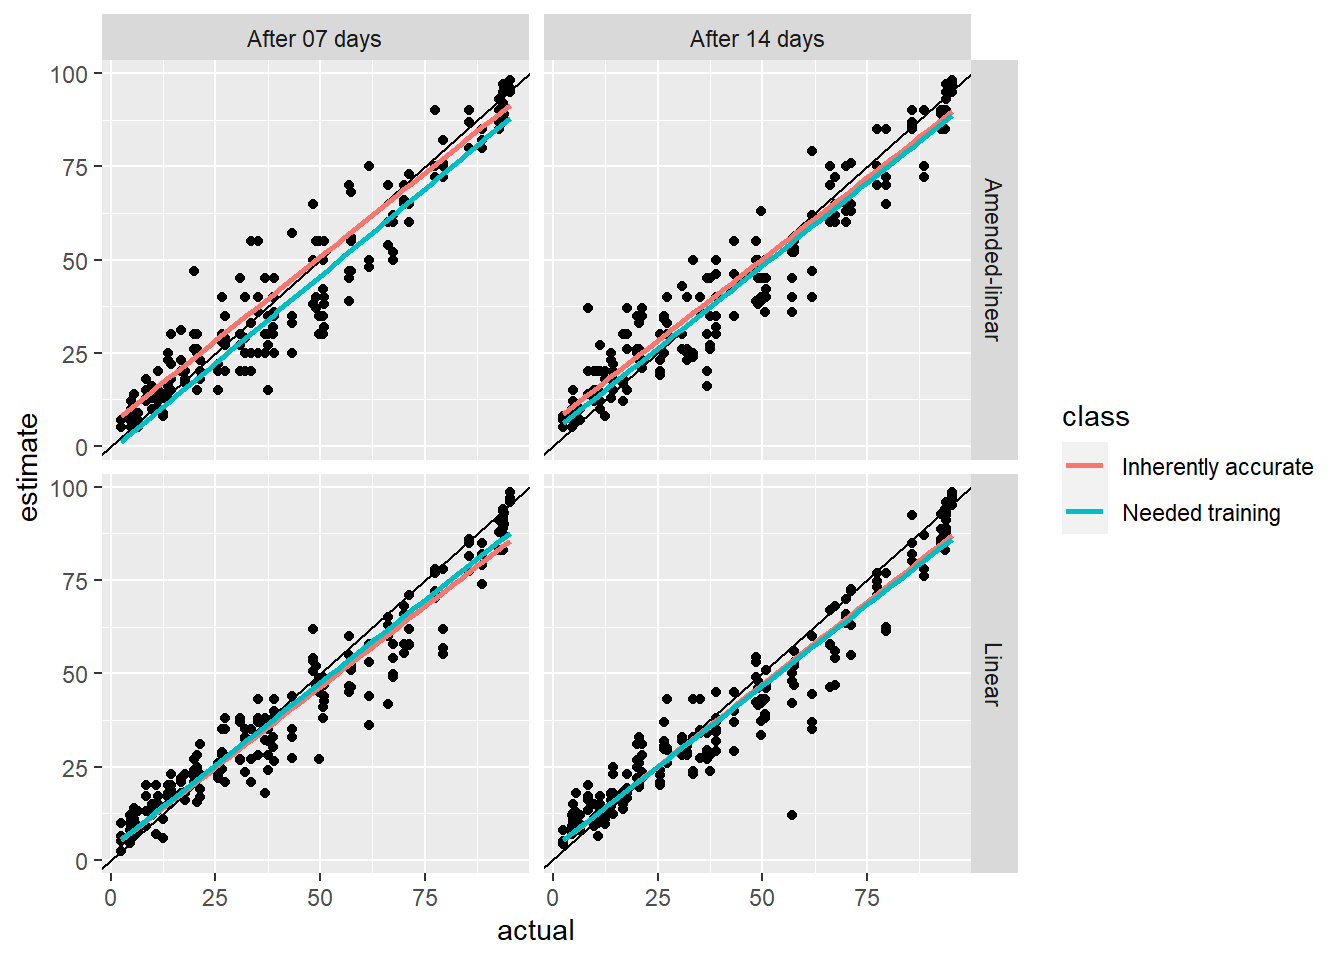 After 07 days
After 14 days
100
75
50
25
0
Amended-linear
100
75
50
25
0
Linear
0
25
50
75
0
25
50
75
actual
estimate
class
Inherently accurate
Needed training